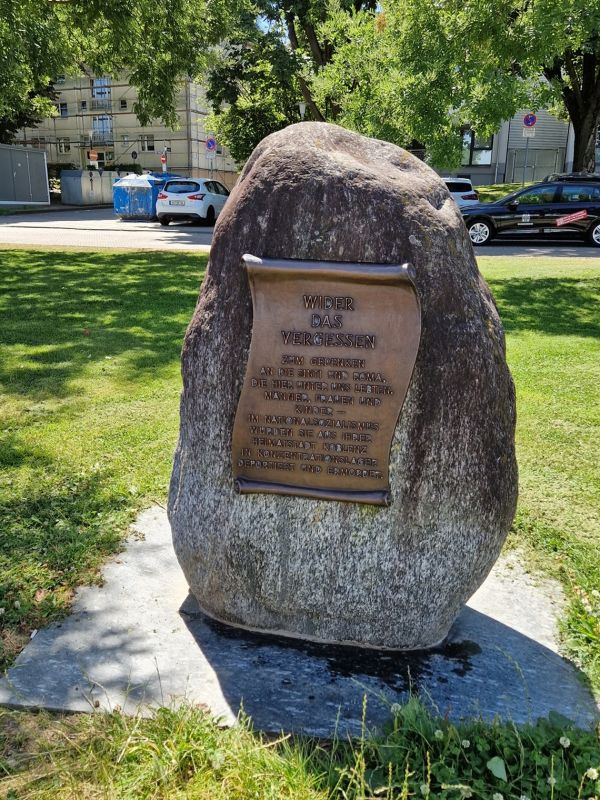 WIDER
DAS
VERGESSEN
ZUM GEDENKEN
AN DIE SINTI UND ROMA,
DIE HIER UNTER UNS LEBTEN.
MÄNNER, FRAUEN UND
KINDER —
IM NATIONALSOZIALISMUS
WURDEN SIE AUS IHRER
HEIMATSTADT KOBLENZ
IN KONZENTRATIONSLAGER
DEPORTIERT UND ERMORDET.